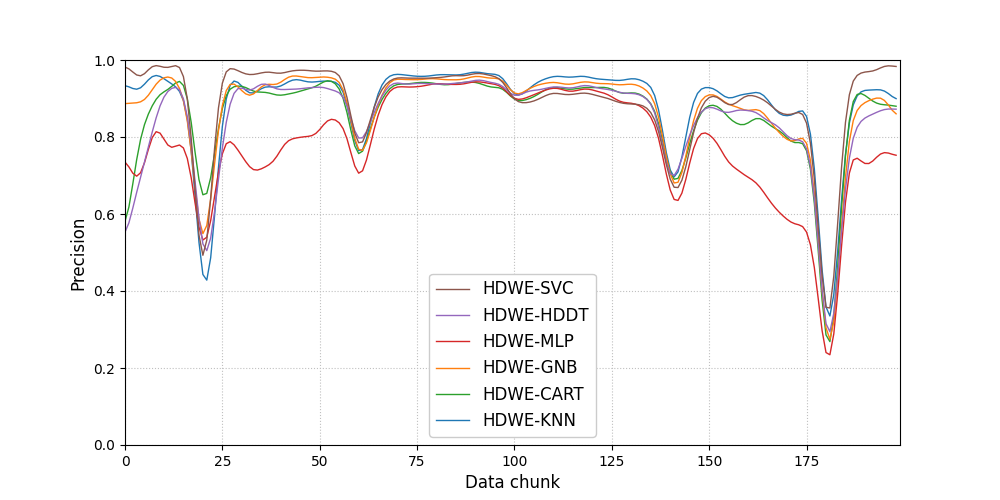 1.0
0.8
0.6
0.4
0.2
0.0
Precision
HDWE-SVC
HDWE-HDDT
HDWE-MLP
HDWE-GNB
HDWE-CART
HDWE-KNN
0 25 50 75 100 125 150 175
Data chunk